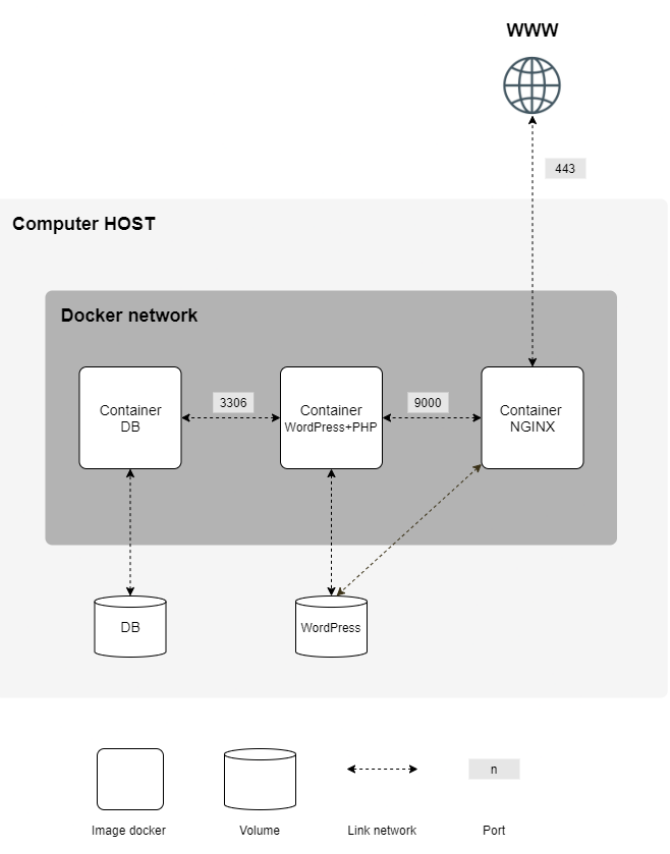 WWW
443
Computer HOST
Docker network
3306
9000
Container
DB
Container
WordPress+PHP
Container
NGINX
DB
WordPress
n
Image docker
Volume
Link network
Port